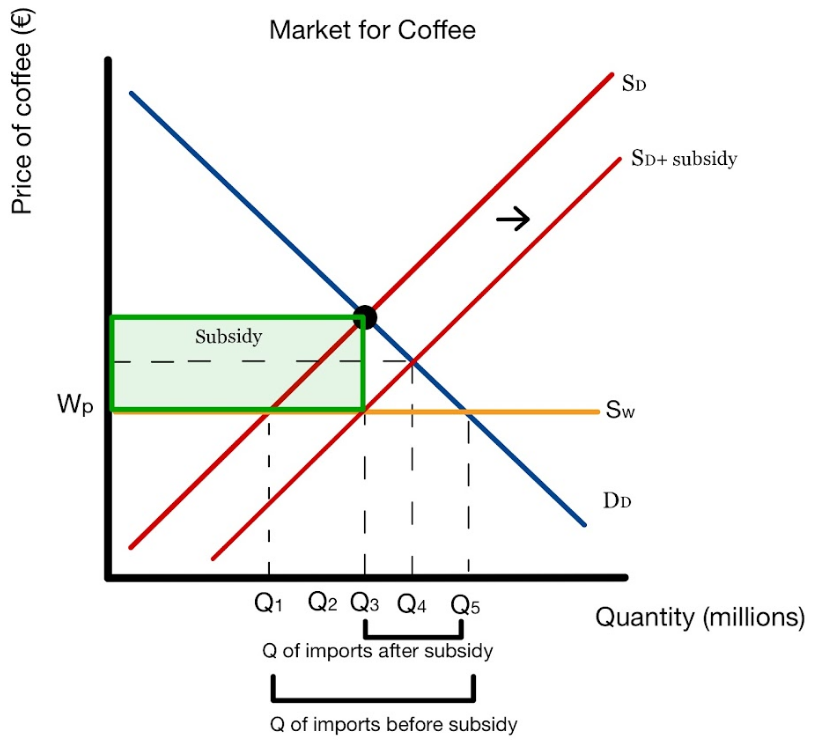 Market for Coffee
Price of coffee (€)
SD
SD+ subsidy
Subsidy
Wp
Sw
DD
Q1 Q2 Q3 Q4 Q5
Quantity (millions)
Q of imports after subsidy
Q of imports before subsidy